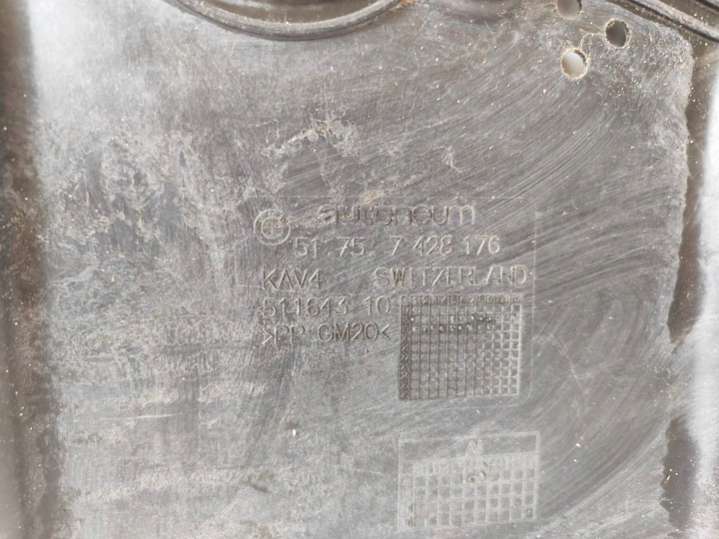 autoneum
51 75 7 428 176
KAV4 SWITZERLAND
511643 10
>PP GM20<